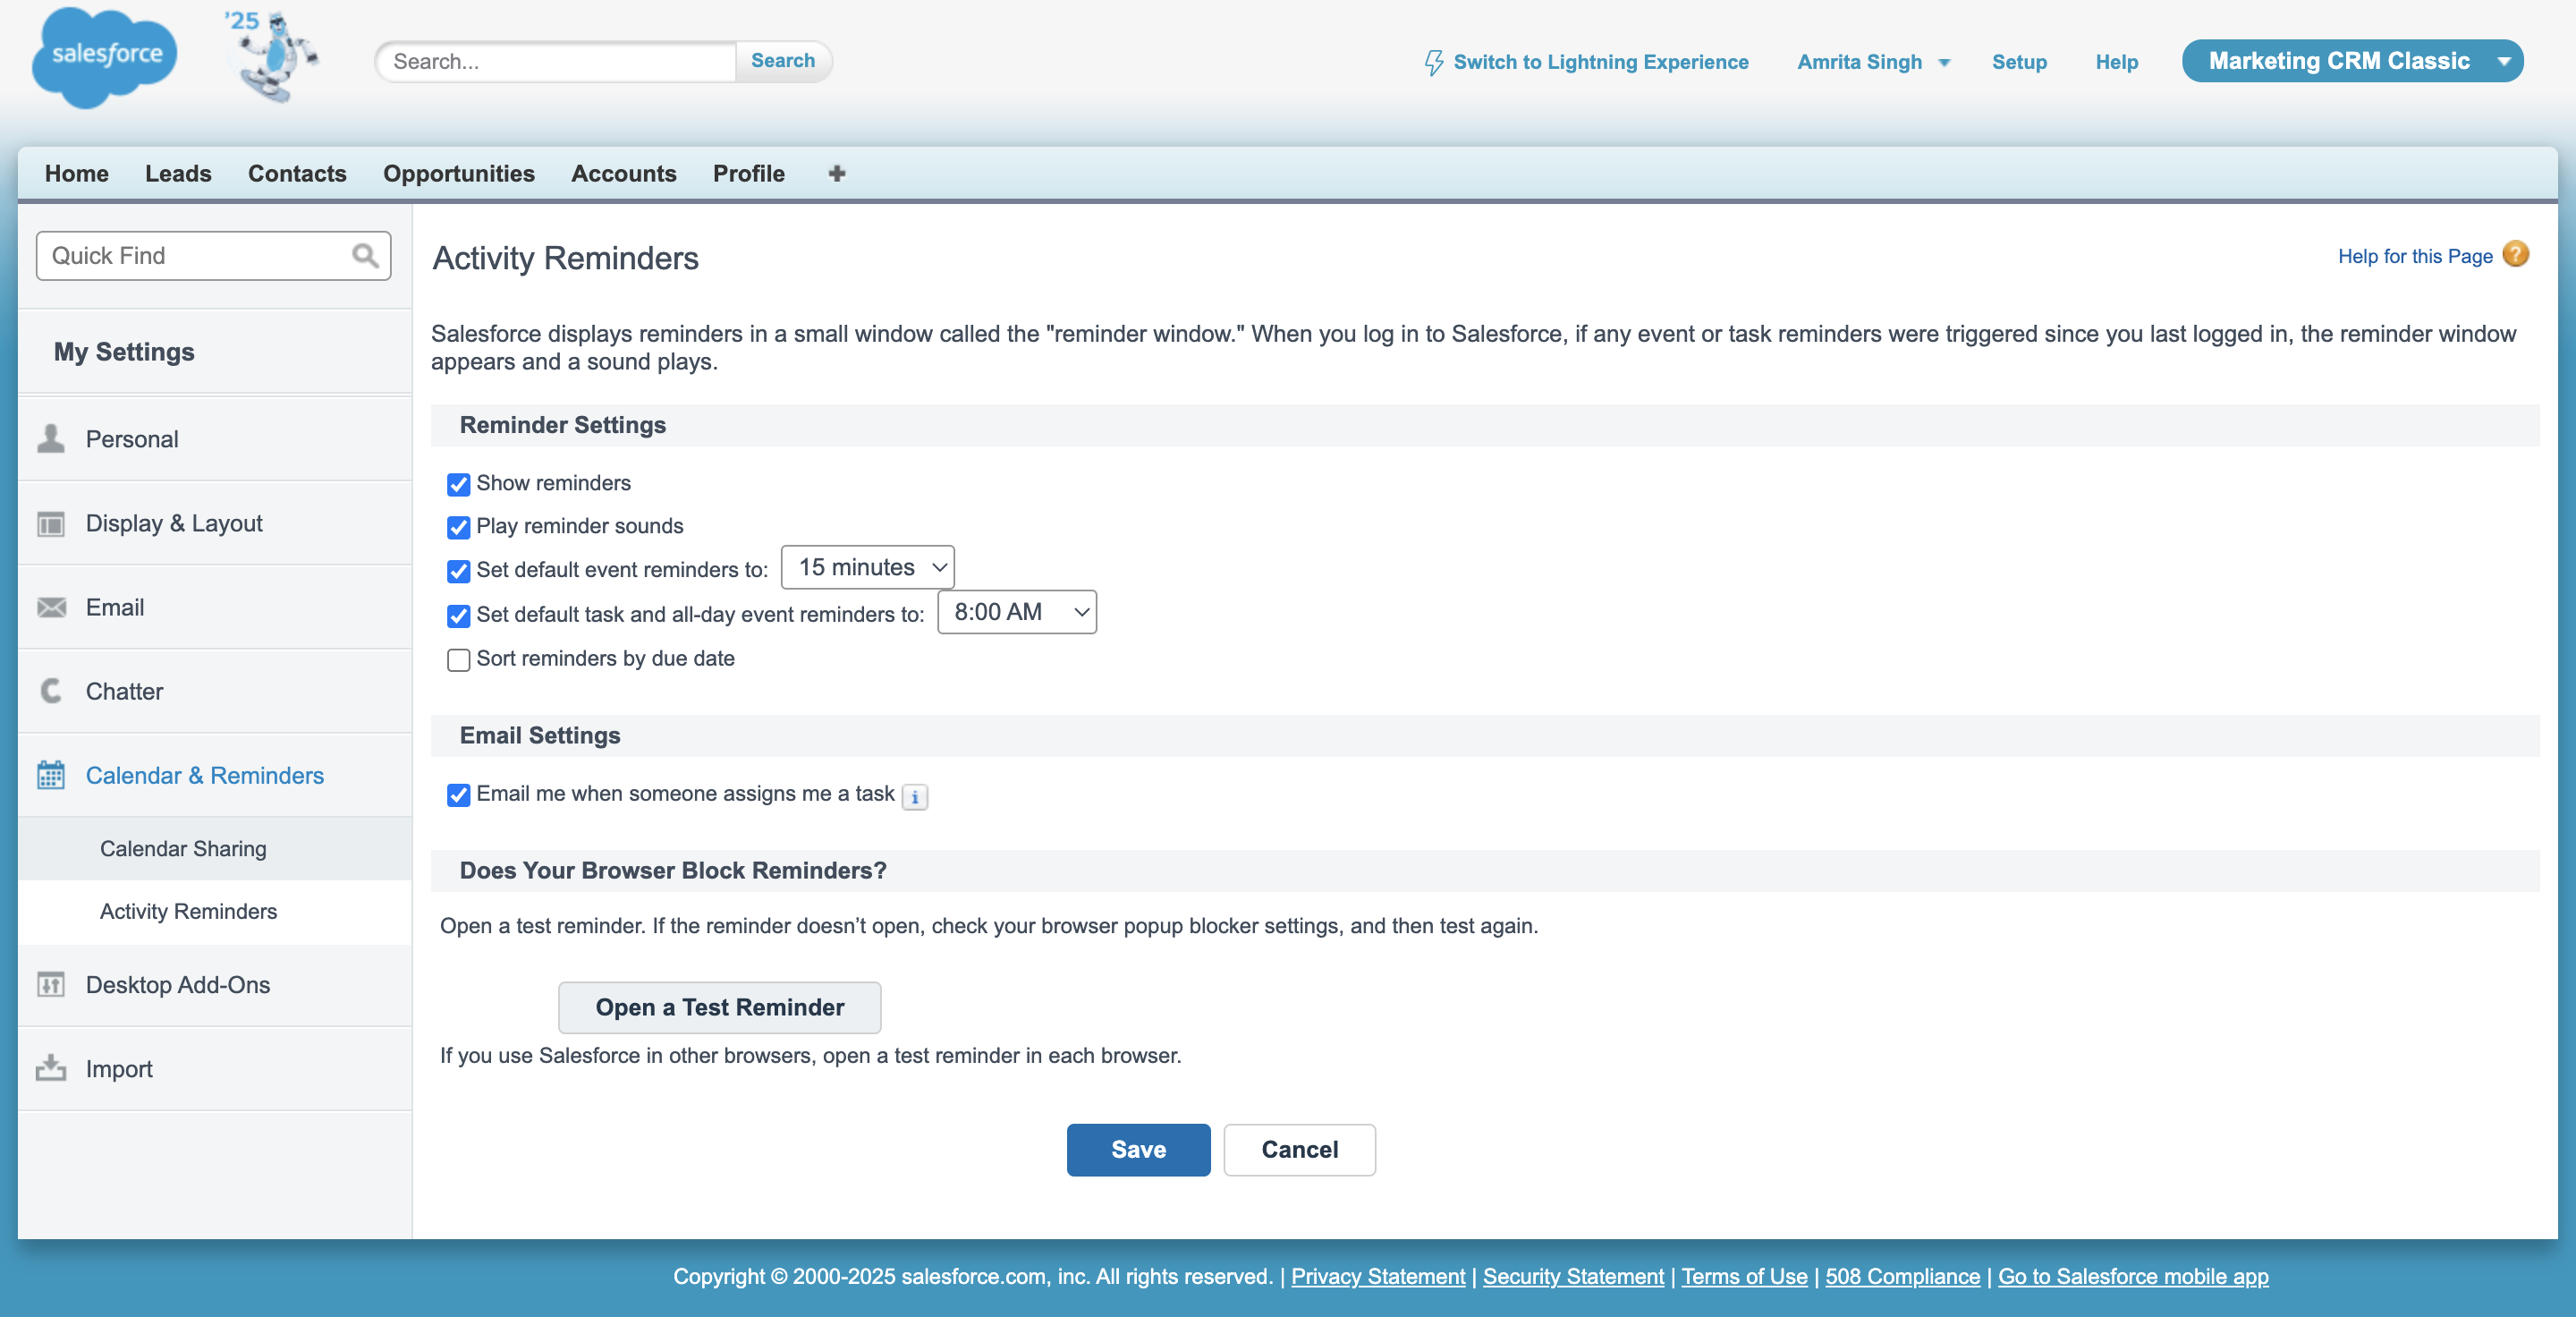 salesforce
'25
Search...
Search
Switch to Lightning Experience
Amrita Singh
Setup
Help
Marketing CRM Classic
Home
Leads
Contacts
Opportunities
Accounts
Profile
Quick Find
My Settings
Personal
Display & Layout
Email
Chatter
Calendar & Reminders
Calendar Sharing
Activity Reminders
Desktop Add-Ons
Import
Activity Reminders
Help for this Page
Salesforce displays reminders in a small window called the "reminder window." When you log in to Salesforce, if any event or task reminders were triggered since you last logged in, the reminder window
appears and a sound plays.
Reminder Settings
Show reminders
Play reminder sounds
Set default event reminders to: 15 minutes
Set default task and all-day event reminders to: 8:00 AM
Sort reminders by due date
Email Settings
Email me when someone assigns me a task
Does Your Browser Block Reminders?
Open a test reminder. If the reminder doesn’t open, check your browser popup blocker settings, and then test again.
Open a Test Reminder
If you use Salesforce in other browsers, open a test reminder in each browser.
Save
Cancel
Copyright © 2000-2025 salesforce.com, inc. All rights reserved. | Privacy Statement | Security Statement | Terms of Use | 508 Compliance | Go to Salesforce mobile app